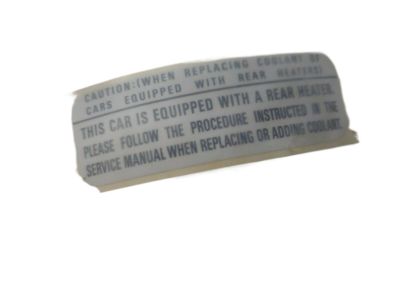 CAUTION:(WHEN REPLACING COOLANT OF
CARS EQUIPPED WITH REAR HEATERS)
THIS CAR IS EQUIPPED WITH A REAR HEATER.
PLEASE FOLLOW THE PROCEDURE INSTRUCTED IN THE
SERVICE MANUAL WHEN REPLACING OR ADDING COOLANT.